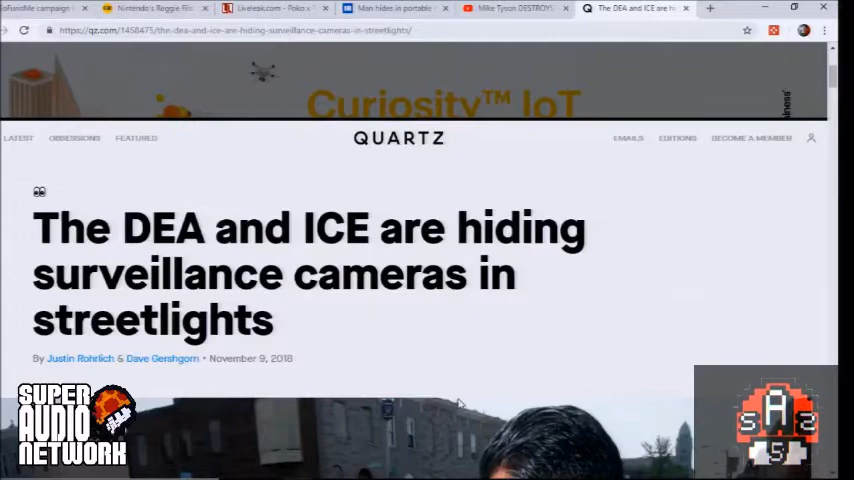 GoFundMe campaign
Nintendo's Reggie Fils
Liveleak.com - Poko x
Man hides in portable
Mike Tyson DESTROYS
The DEA and ICE are hi
https://qz.com/1458475/the-dea-and-ice-are-hiding-surveillance-cameras-in-streetlights/
Curiosity™ IoT
LATEST OBSESSIONS FEATURED
QUARTZ
EMAILS EDITIONS BECOME A MEMBER
The DEA and ICE are hiding
surveillance cameras in
streetlights
By Justin Rohrlich & Dave Gershgorn • November 9, 2018
SUPER
AUDIO
NETWORK
S A S
5